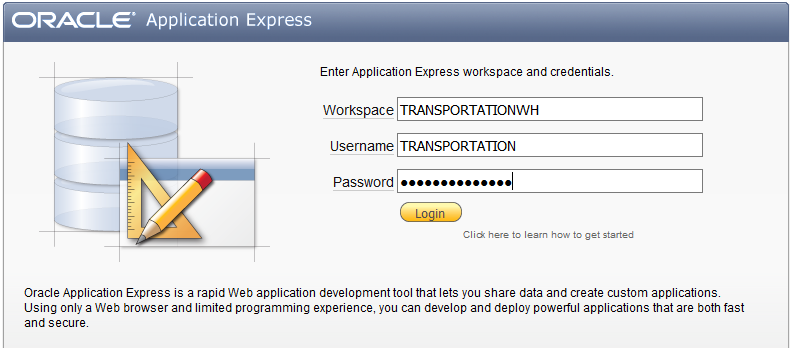 ORACLE® Application Express
Enter Application Express workspace and credentials.
Workspace TRANSPORTATIONWH
Username TRANSPORTATION
Password ●●●●●●●●●●●●●●
Login
Click here to learn how to get started
Oracle Application Express is a rapid Web application development tool that lets you share data and create custom applications.
Using only a Web browser and limited programming experience, you can develop and deploy powerful applications that are both fast
and secure.